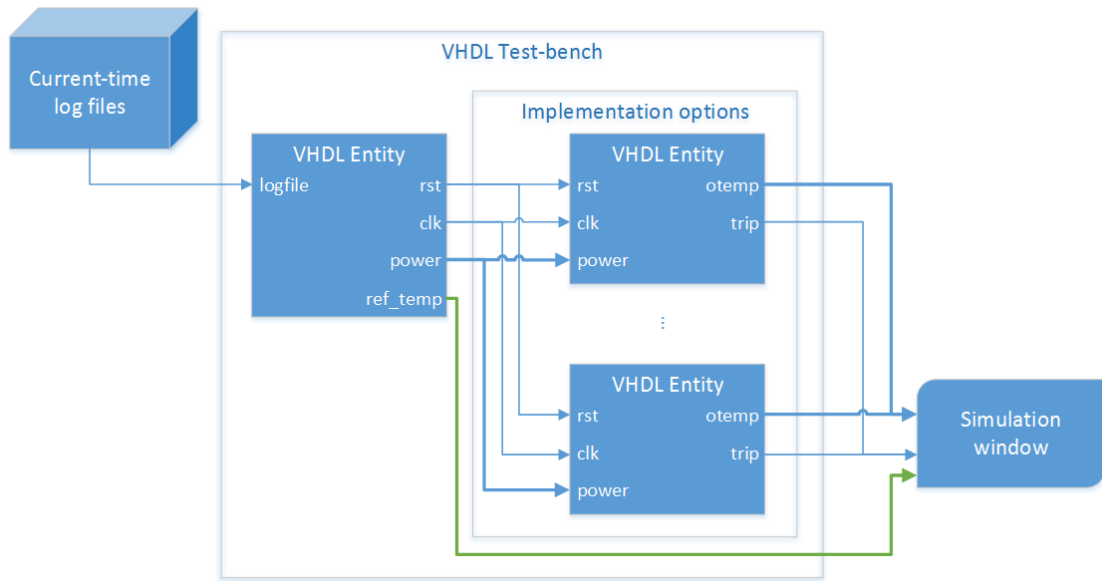 Current-time
log files
VHDL Test-bench
Implementation options
VHDL Entity
logfile
rst
clk
power
ref_temp
VHDL Entity
rst
otemp
clk
trip
power
...
VHDL Entity
rst
otemp
clk
trip
power
Simulation
window